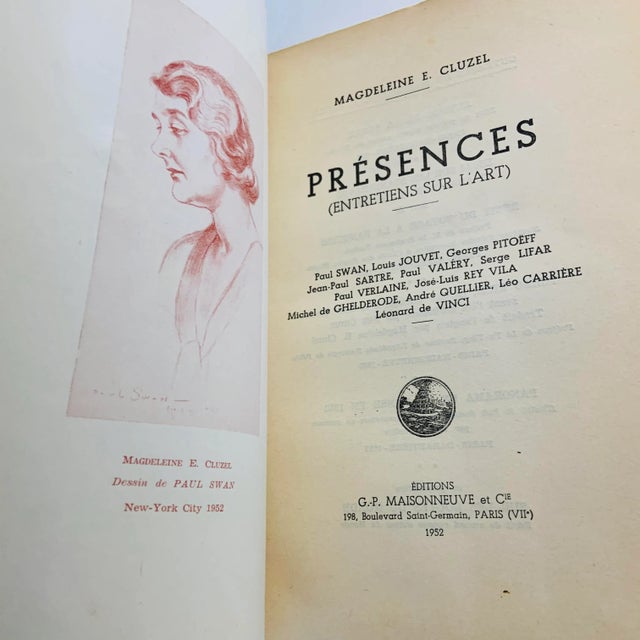 Paul Swan
MAGDELEINE E. CLUZEL
Dessin de PAUL SWAN
New-York City 1952
MAGDELEINE E. CLUZEL
PRÉSENCES
(ENTRETIENS SUR L'ART)
Paul SWAN, Louis JOUVET, Georges PITOËFF
Jean-Paul SARTRE, Paul VALÉRY, Serge LIFAR
Paul VERLAINE, José-Luis REY VILA
Michel de GHELDERODE, André QUELLIER, Léo CARRIÈRE
Léonard de VINCI
ÉDITIONS
G.-P. MAISONNEUVE et CIE
198, Boulevard Saint-Germain, PARIS (VIIe)
1952